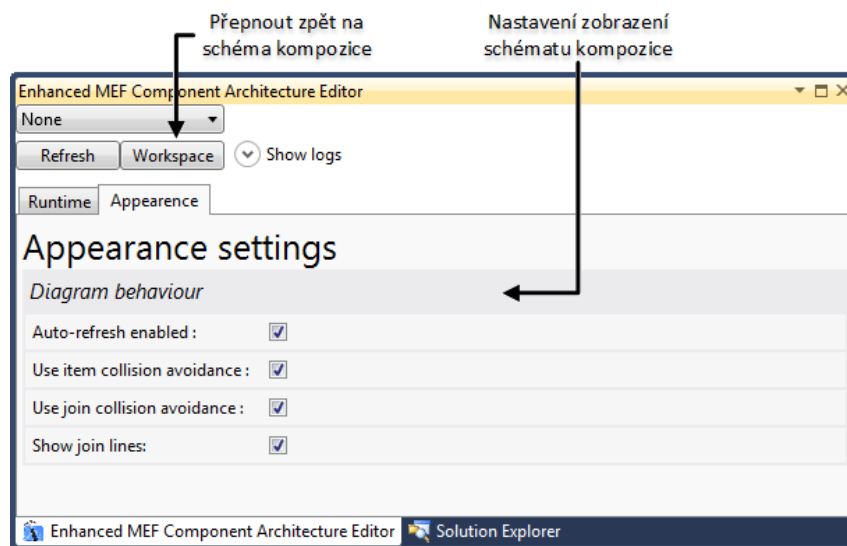 Přepnout zpět na
schéma kompozice
Nastavení zobrazení
schématu kompozice
Enhanced MEF Component Architecture Editor
None
Refresh
Workspace
Show logs
Runtime
Appearence
Appearance settings
Diagram behaviour
Auto-refresh enabled :
Use item collision avoidance :
Use join collision avoidance :
Show join lines:
Enhanced MEF Component Architecture Editor
Solution Explorer